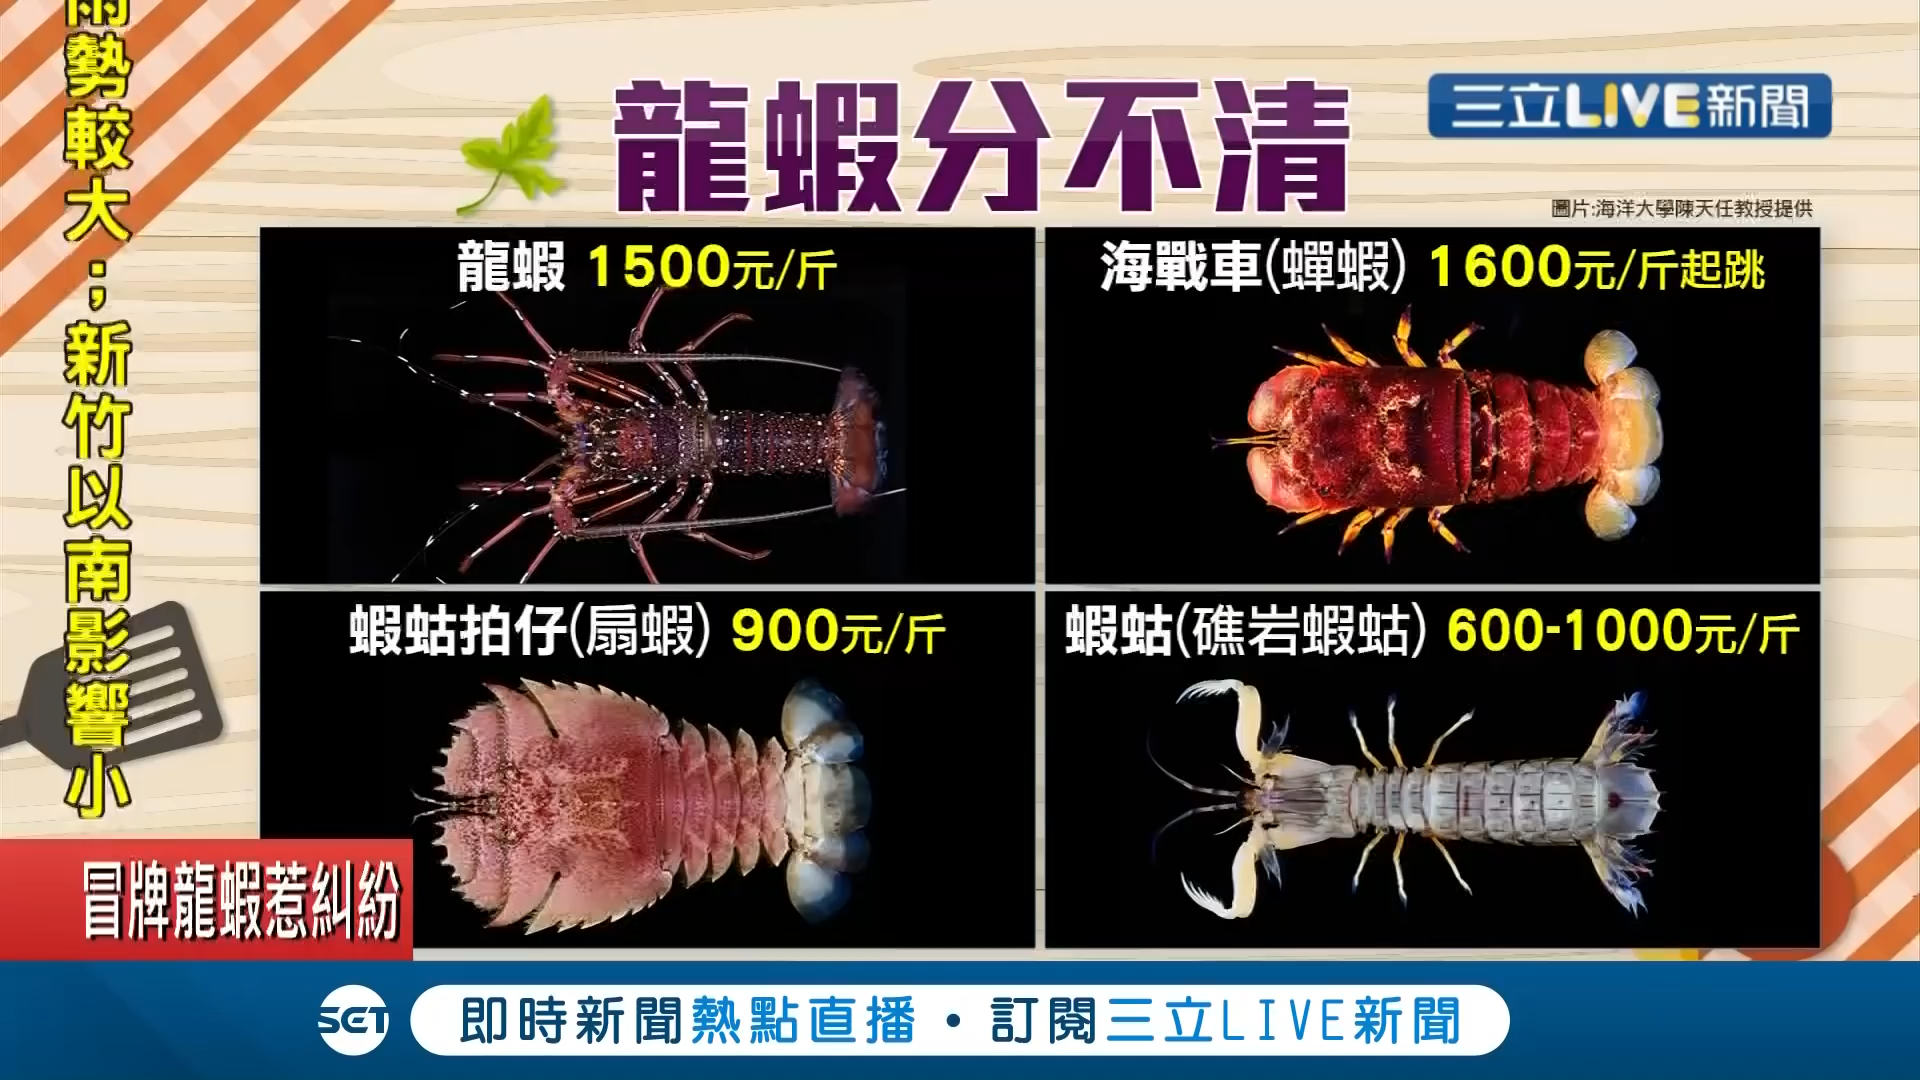 雨勢較大；新竹以南影響小
龍蝦分不清
三立LIVE新聞
圖片:海洋大學陳天任教授提供
龍蝦 1500元/斤
海戰車(蟬蝦) 1600元/斤起跳
蝦蛄拍仔(扇蝦) 900元/斤
蝦蛄(礁岩蝦蛄) 600-1000元/斤
冒牌龍蝦惹糾紛
SET 即時新聞熱點直播・訂閱三立LIVE新聞